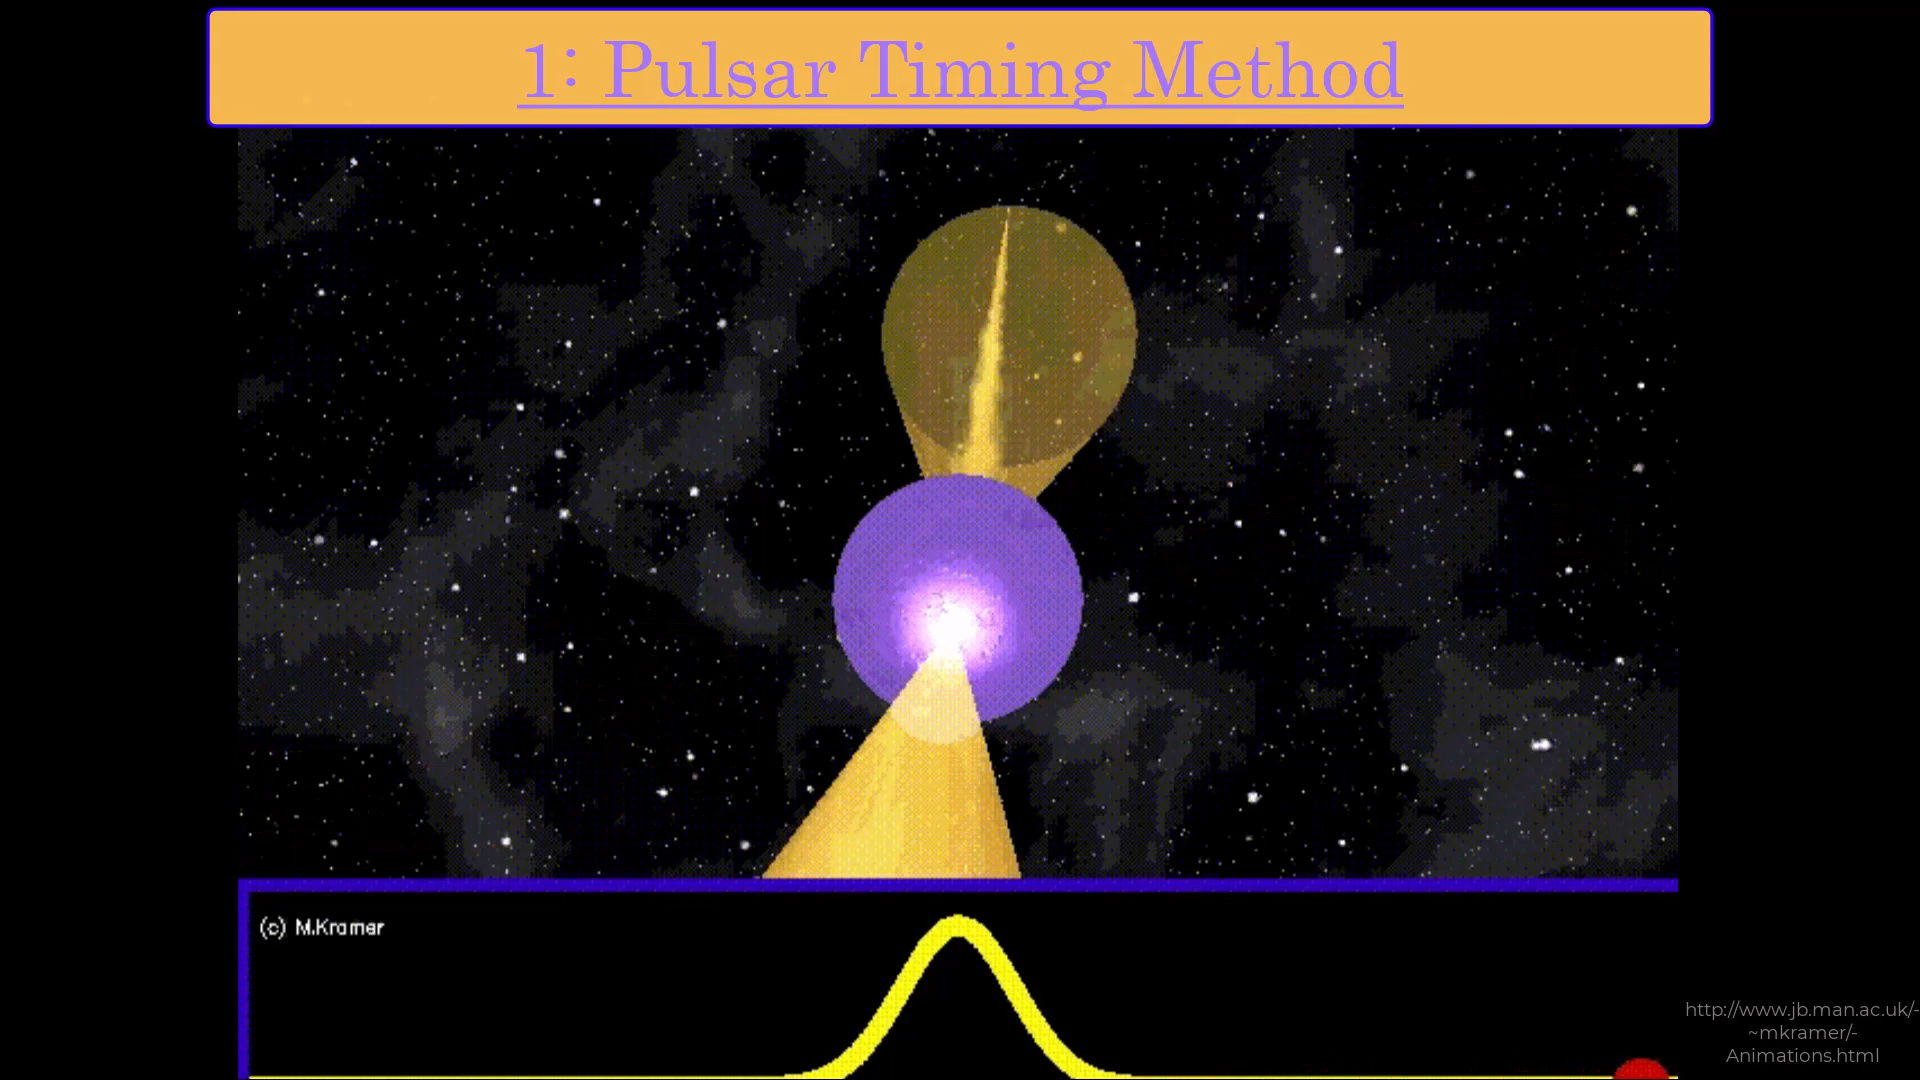 1: Pulsar Timing Method
(c) M.Kramer
http://www.jb.man.ac.uk/-
~mkramer/-
Animations.html